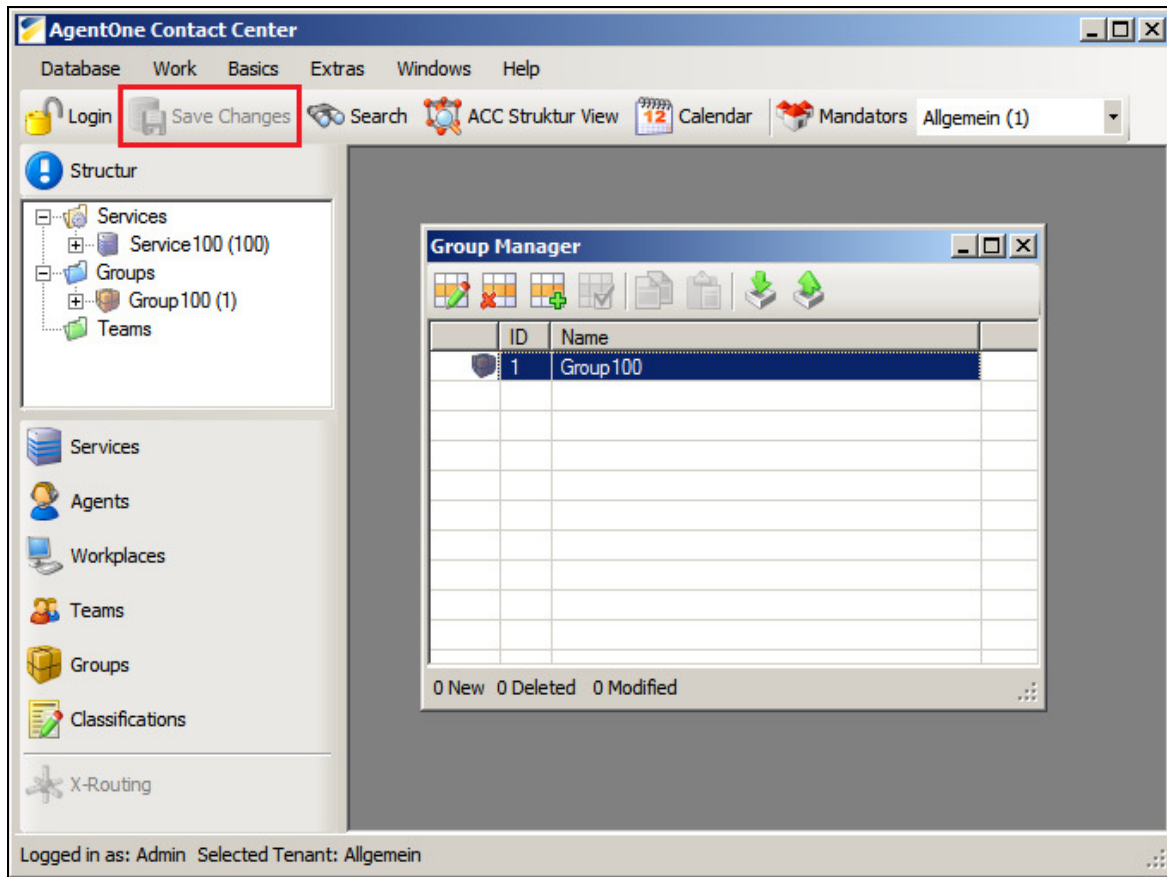 AgentOne Contact Center
Database Work Basics Extras Windows Help
Login Save Changes Search ACC Struktur View 12 Calendar Mandators Allgemein (1)
Structur
Services
Service100 (100)
Groups
Group100 (1)
Teams
Services
Agents
Workplaces
Teams
Groups
Classifications
X-Routing
Group Manager
ID Name
1 Group100
0 New 0 Deleted 0 Modified
Logged in as: Admin Selected Tenant: Allgemein